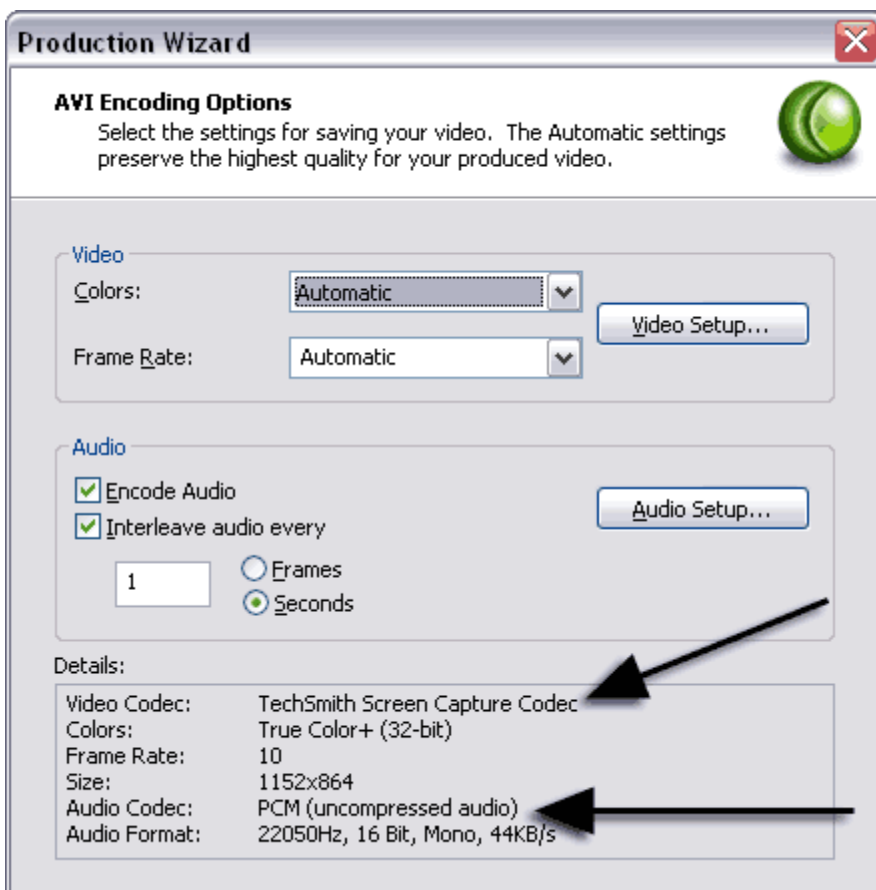 Production Wizard
AVI Encoding Options
Select the settings for saving your video. The Automatic settings
preserve the highest quality for your produced video.
Video
Colors: Automatic
Video Setup...
Frame Rate: Automatic
Audio
Encode Audio
Audio Setup...
Interleave audio every
1
Frames
Seconds
Details:
Video Codec: TechSmith Screen Capture Codec
Colors: True Color+ (32-bit)
Frame Rate: 10
Size: 1152x864
Audio Codec: PCM (uncompressed audio)
Audio Format: 22050Hz, 16 Bit, Mono, 44KB/s